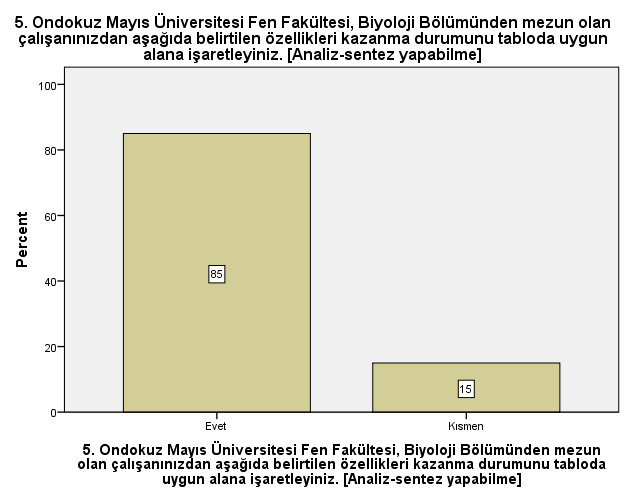 5. Ondokuz Mayıs Üniversitesi Fen Fakültesi, Biyoloji Bölümünden mezun olan
çalışanınızdan aşağıda belirtilen özellikleri kazanma durumunu tabloda uygun
alana işaretleyiniz. [Analiz-sentez yapabilme]
100
80
60
40
20
0
Percent
85
15
Evet
Kısmen
5. Ondokuz Mayıs Üniversitesi Fen Fakültesi, Biyoloji Bölümünden mezun
olan çalışanınızdan aşağıda belirtilen özellikleri kazanma durumunu tabloda
uygun alana işaretleyiniz. [Analiz-sentez yapabilme]